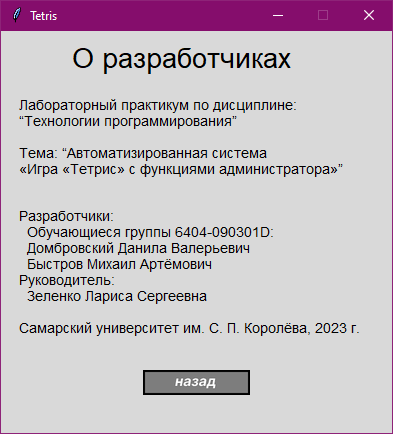 Tetris
О разработчиках
Лабораторный практикум по дисциплине:
“Технологии программирования”
Тема: “Автоматизированная система
«Игра «Тетрис» с функциями администратора»”
Разработчики:
Обучающиеся группы 6404-090301D:
Домбровский Данила Валерьевич
Быстров Михаил Артёмович
Руководитель:
Зеленко Лариса Сергеевна
Самарский университет им. С. П. Королёва, 2023 г.
назад